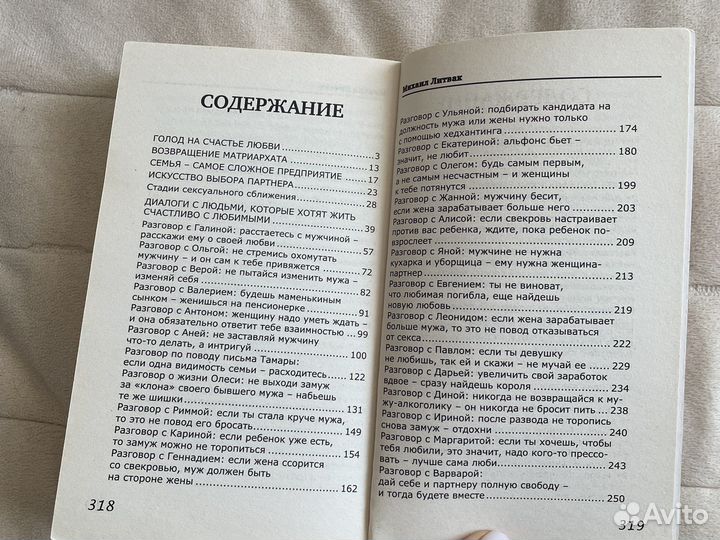 СОДЕРЖАНИЕ
ГОЛОД НА СЧАСТЬЕ ЛЮБВИ 3
ВОЗВРАЩЕНИЕ МАТРИАРХАТА 13
СЕМЬЯ – САМОЕ СЛОЖНОЕ ПРЕДПРИЯТИЕ 17
ИСКУССТВО ВЫБОРА ПАРТНЕРА 23
Стадии сексуального сближения 28
ДИАЛОГИ С ЛЮДЬМИ, КОТОРЫЕ ХОТЯТ ЖИТЬ
СЧАСТЛИВО С ЛЮБИМЫМИ 39
Разговор с Галиной: расстаетесь с мужчиной –
расскажи ему о своей любви 57
Разговор с Ольгой: не стремись охомутать
мужчину – и он сам к тебе привяжется 72
Разговор с Верой: не пытайся изменить мужа –
изменяй себя 82
Разговор с Валерием: будешь маменькиным
сынком – женишься на пенсионерке 91
Разговор с Антоном: женщину надо уметь ждать –
и она обязательно ответит тебе взаимностью 99
Разговор с Аней: не заставляй мужчину
что-то делать, а интригуй 100
Разговор по поводу письма Тамары:
если одна видимость семьи – расходитесь 122
Разговор о жизни Олеси: не выходи замуж
за «клона» своего бывшего мужа – набьешь
те же шишки 131
Разговор с Риммой: если ты стала круче мужа,
то это не повод его бросать 149
Разговор с Кариной: если ребенок уже есть,
то замуж можно не торопиться 154
Разговор с Геннадием: если жена ссорится
со свекровью, муж должен быть
на стороне жены 162
318
Михаил Литвак
Разговор с Ульяной: подбирать кандидата на
должность мужа или жены нужно только
с помощью хедхантинга 174
Разговор с Екатериной: альфонс бьет –
значит, не любит 180
Разговор с Олегом: будь самым первым,
а не самым несчастным – и женщины
к тебе потянутся 199
Разговор с Жанной: мужчину бесит,
если жена зарабатывает больше него 205
Разговор с Алисой: если свекровь настраивает
против вас ребенка, ждите, пока ребенок по-
взрослеет 209
Разговор с Яной: мужчине не нужна
кухарка и уборщица – ему нужна женщина-
партнер 213
Разговор с Евгением: ты не виноват,
что любимая погибла, еще найдешь
новую любовь 219
Разговор с Леонидом: если жена зарабатывает
больше мужа, то это не повод отказываться
от секса 222
Разговор с Павлом: если ты девушку
не любишь, так ей и скажи – не мучай ее 229
Разговор с Дарьей: увеличить свой заработок
вдвое – сразу найдешь короля 234
Разговор с Диной: никогда не возвращайся к му-
жу-алкоголику – он никогда не бросит пить 238
Разговор с Ириной: после развода не торопись
снова замуж – отдохни 240
Разговор с Маргаритой: если ты хочешь, чтобы
тебя любили, это значит, надо кого-то прессо-
вать – лучше сама люби 243
Разговор с Варварой:
дай себе и партнеру полную свободу –
и тогда будете вместе 250
319
Avito